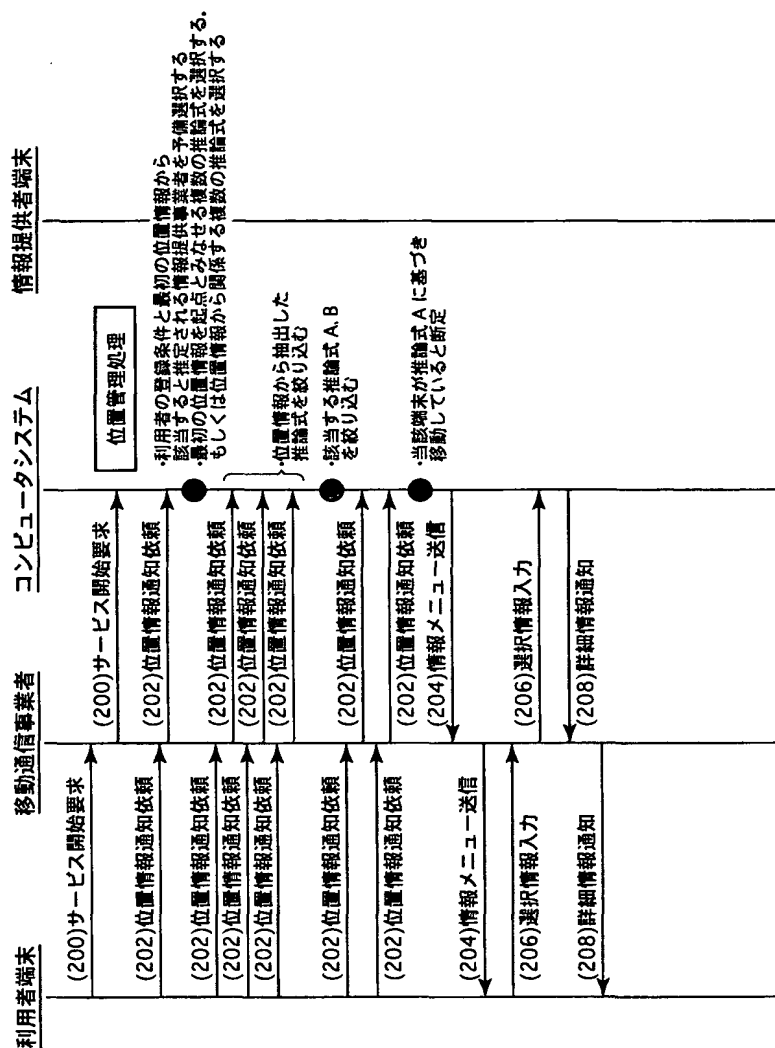 利用者端末
移動通信事業者
コンピュータシステム
情報提供者端末
位置管理処理
(200)サービス開始要求
(200)サービス開始要求
(202)位置情報通知依頼
(202)位置情報通知依頼
・利用者の登録条件と最初の位置情報から
該当すると推定される情報提供事業者を予備選択する
・最初の位置情報を起点とみなせる複数の推論式を選択する.
もしくは位置情報から関係する複数の推論式を選択する
(202)位置情報通知依頼
(202)位置情報通知依頼
(202)位置情報通知依頼
(202)位置情報通知依頼
(202)位置情報通知依頼
(202)位置情報通知依頼
・位置情報から抽出した
推論式を絞り込む
・該当する推論式 A, B
を絞り込む
(202)位置情報通知依頼
(202)位置情報通知依頼
(202)位置情報通知依頼
(202)位置情報通知依頼
・当該端末が推論式 A に基づき
移動していると断定
(204)情報メニュー送信
(204)情報メニュー送信
(206)選択情報入力
(206)選択情報入力
(208)詳細情報通知
(208)詳細情報通知